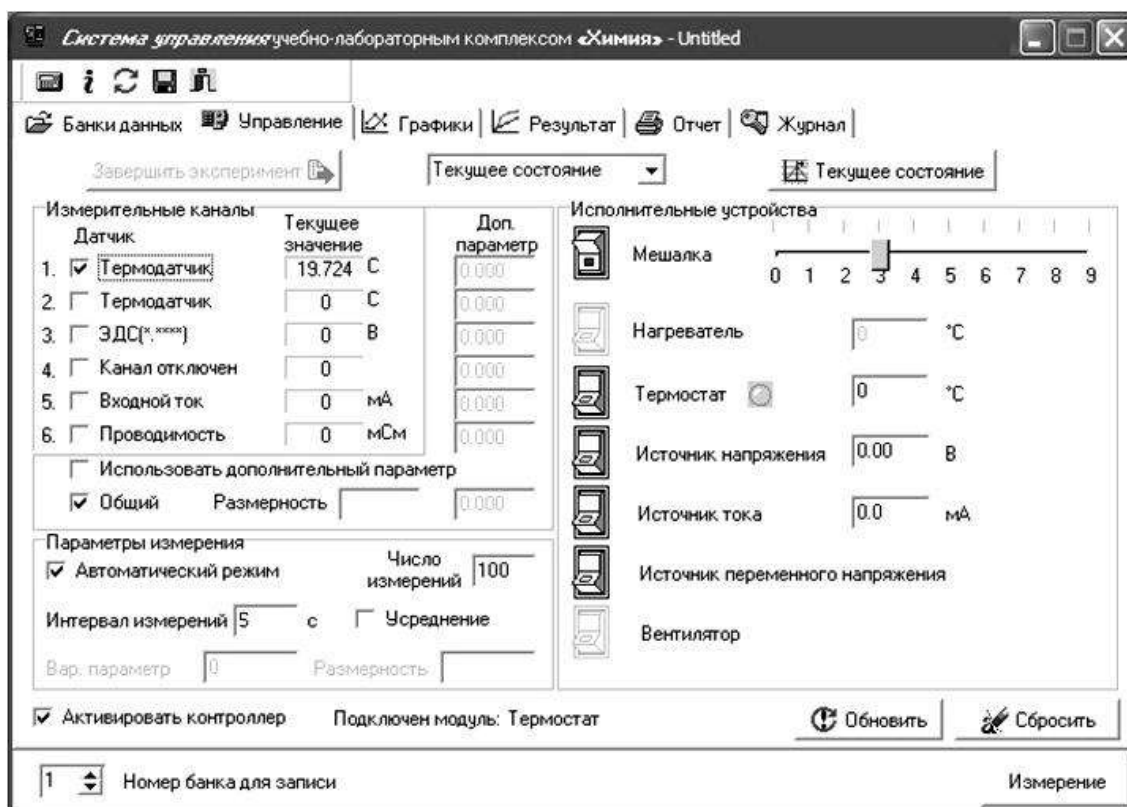 Система управления учебно-лабораторным комплексом «Химия» - Untitled
Банки данных Управление Графики Результат Отчет Журнал
Завершить эксперимент Текущее состояние Текущее состояние
Измерительные каналы
Датчик Текущее значение Доп. параметр
1. Термодатчик 19.724 С 0.000
2. Термодатчик 0 С 0.000
3. ЭДС(*.****) 0 В 0.000
4. Канал отключен 0 0.000
5. Входной ток 0 мА 0.000
6. Проводимость 0 мСм 0.000
Использовать дополнительный параметр
Общий Размерность 0.000
Параметры измерения
Автоматический режим Число измерений 100
Интервал измерений 5 с Усреднение
Вар. параметр 0 Размерность
Исполнительные устройства
Мешалка 0 1 2 3 4 5 6 7 8 9
Нагреватель 0 °С
Термостат 0 °С
Источник напряжения 0.00 В
Источник тока 0.0 мА
Источник переменного напряжения
Вентилятор
Активировать контроллер Подключен модуль: Термостат Обновить Сбросить
1 Номер банка для записи Измерение